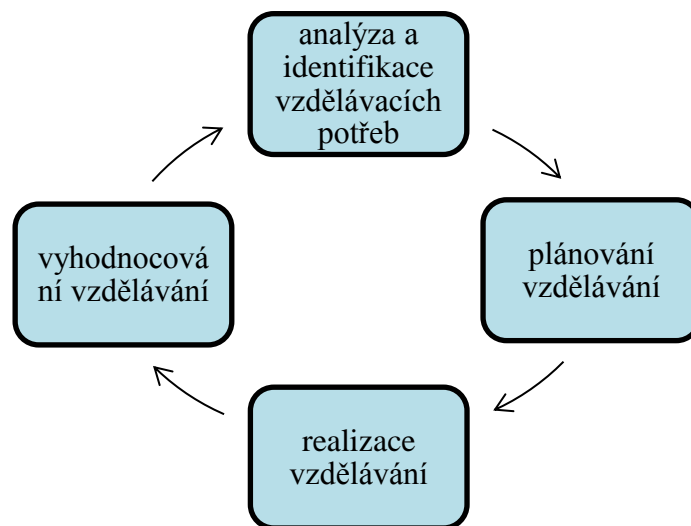 analýza a
identifikace
vzdělávacích
potřeb
plánování
vzdělávání
realizace
vzdělávání
vyhodnocová
ní vzdělávání